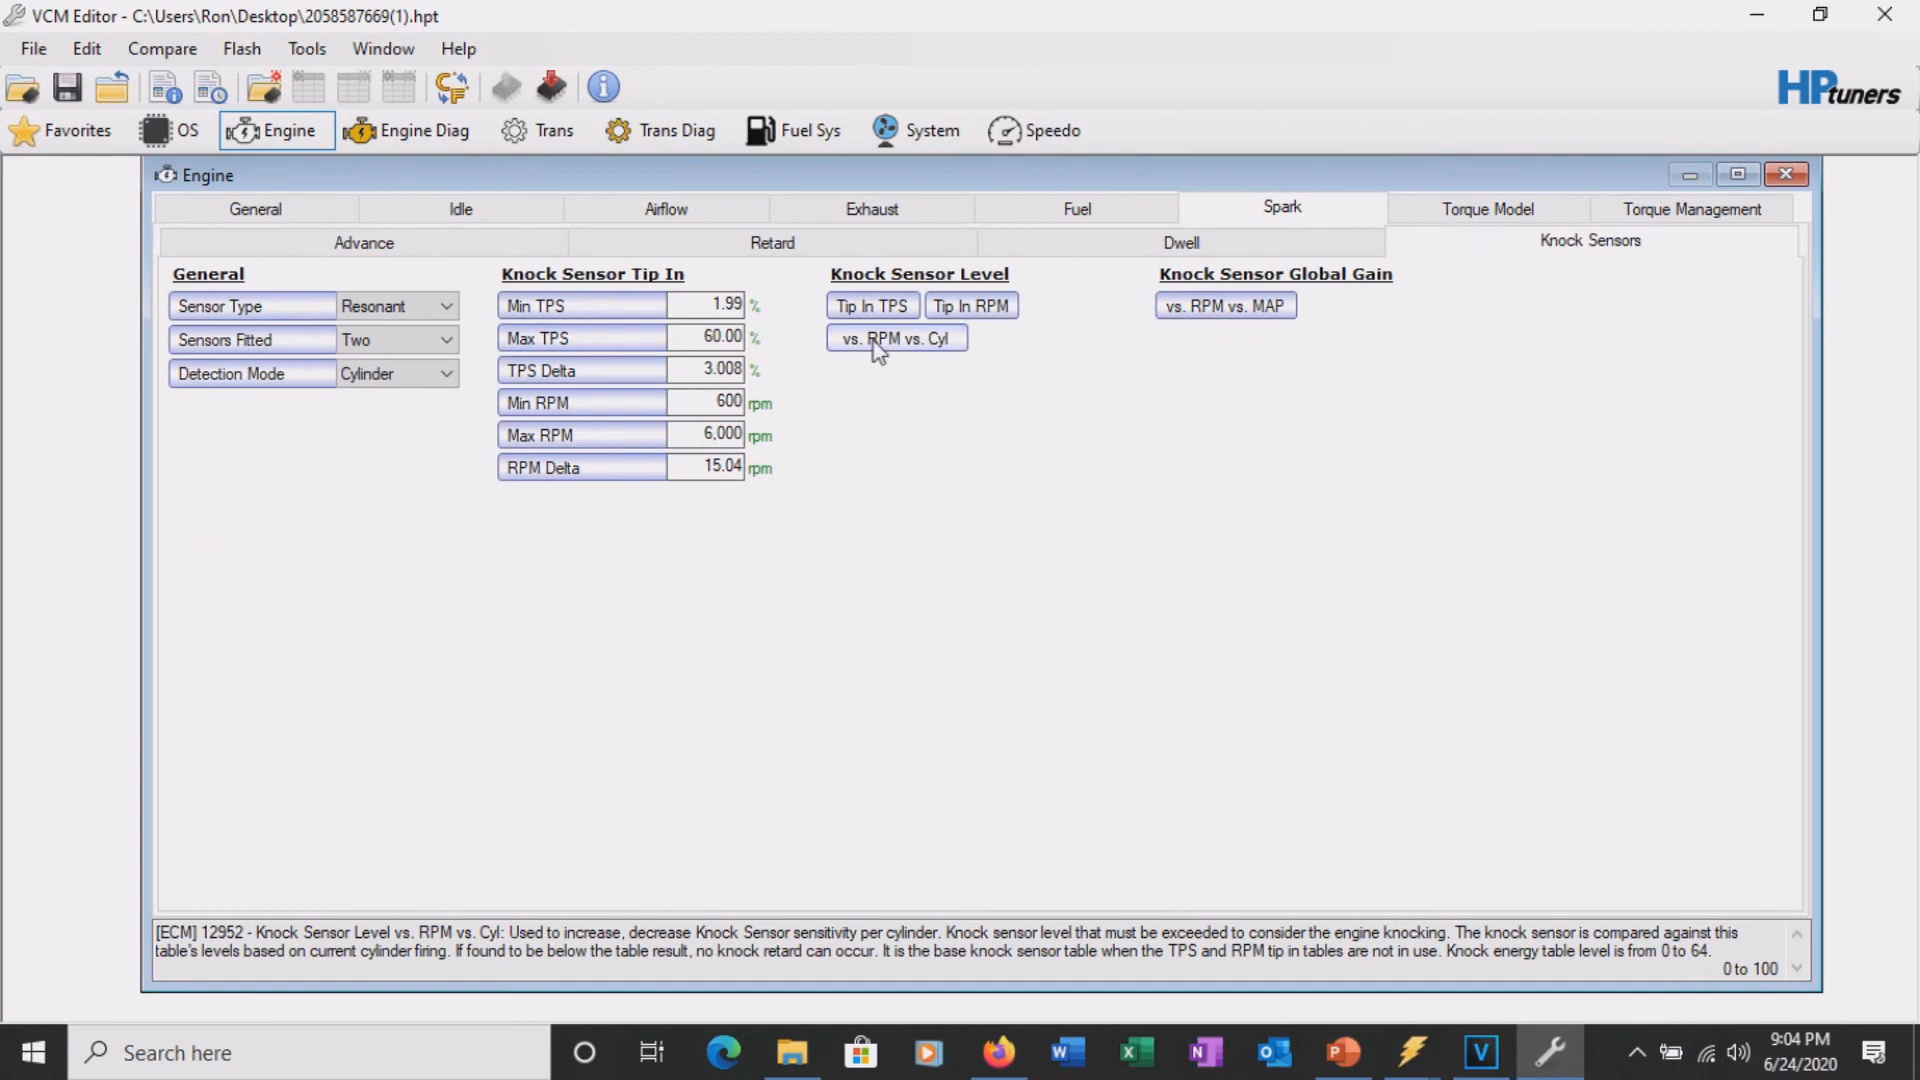 VCM Editor - C:\Users\Ron\Desktop\2058587669(1).hpt
File Edit Compare Flash Tools Window Help
HPtuners
Favorites OS Engine Engine Diag Trans Trans Diag Fuel Sys System Speedo
Engine
General Idle Airflow Exhaust Fuel Spark Torque Model Torque Management
Advance Retard Dwell Knock Sensors
General Knock Sensor Tip In Knock Sensor Level Knock Sensor Global Gain
Sensor Type Resonant Min TPS 1.99 % Tip In TPS Tip In RPM vs. RPM vs. MAP
Sensors Fitted Two Max TPS 60.00 % vs. RPM vs. Cyl
Detection Mode Cylinder TPS Delta 3.008 %
Min RPM 600 rpm
Max RPM 6,000 rpm
RPM Delta 15.04 rpm
[ECM] 12952 - Knock Sensor Level vs. RPM vs. Cyl: Used to increase, decrease Knock Sensor sensitivity per cylinder. Knock sensor level that must be exceeded to consider the engine knocking. The knock sensor is compared against this
table's levels based on current cylinder firing. If found to be below the table result, no knock retard can occur. It is the base knock sensor table when the TPS and RPM tip in tables are not in use. Knock energy table level is from 0 to 64.
0 to 100
Search here
9:04 PM
6/24/2020